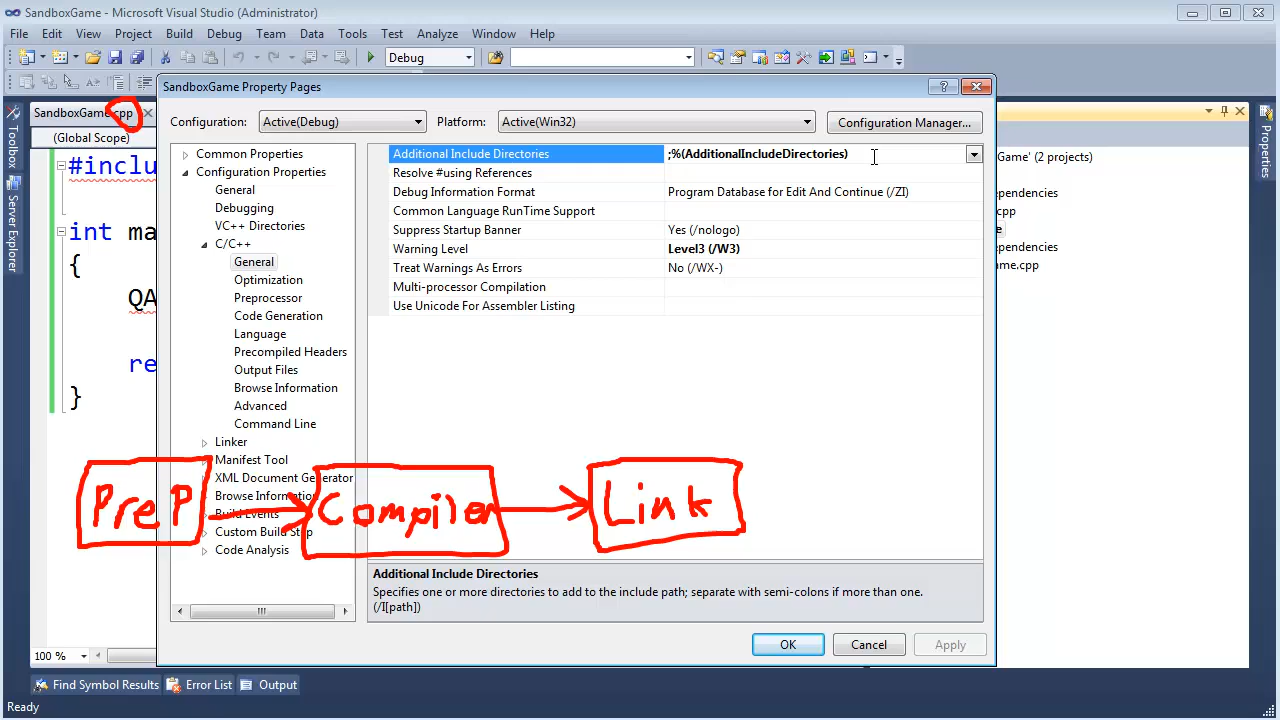 SandboxGame - Microsoft Visual Studio (Administrator)
File Edit View Project Build Debug Team Data Tools Test Analyze Window Help
Debug
SandboxGame Property Pages
SandboxGame.cpp
Configuration: Active(Debug) Platform: Active(Win32) Configuration Manager...
(Global Scope)
Toolbox
Server Explorer
Properties
#inclu
int ma
{
QA
re
}
100 %
Common Properties
Configuration Properties
General
Debugging
VC++ Directories
C/C++
General
Optimization
Preprocessor
Code Generation
Language
Precompiled Headers
Output Files
Browse Information
Advanced
Command Line
Linker
Manifest Tool
XML Document Generator
Browse Information
Build Events
Custom Build Step
Code Analysis
Additional Include Directories ;%(AdditionalIncludeDirectories)
Resolve #using References
Debug Information Format Program Database for Edit And Continue (/ZI)
Common Language RunTime Support
Suppress Startup Banner Yes (/nologo)
Warning Level Level3 (/W3)
Treat Warnings As Errors No (/WX-)
Multi-processor Compilation
Use Unicode For Assembler Listing
Game' (2 projects)
ependencies
cpp
e
ependencies
ame.cpp
PreP Compiler Link
Additional Include Directories
Specifies one or more directories to add to the include path; separate with semi-colons if more than one.
(/I[path])
OK Cancel Apply
Find Symbol Results Error List Output
Ready